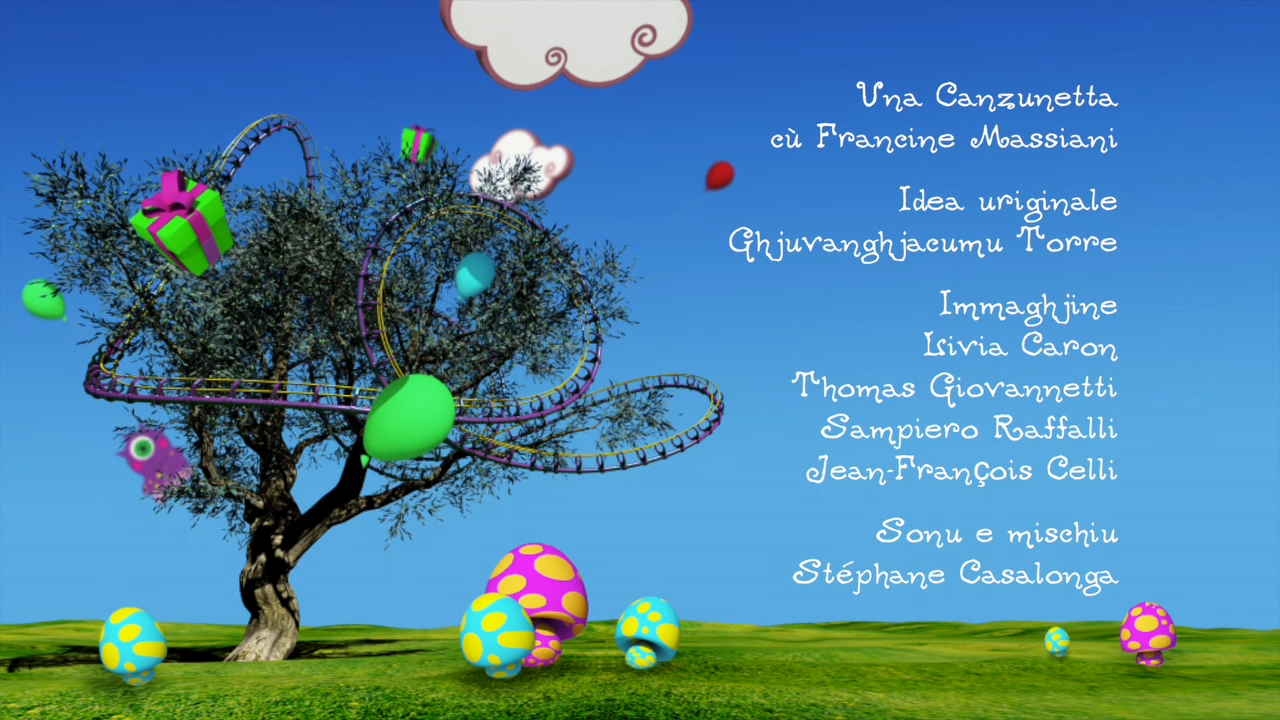 Una Canzunetta
cù Francine Massiani
Idea uriginale
Ghjuvanghjacumu Torre
Immaghjine
Livia Caron
Thomas Giovannetti
Sampiero Raffalli
Jean-François Celli
Sonu e mischiu
Stéphane Casalonga